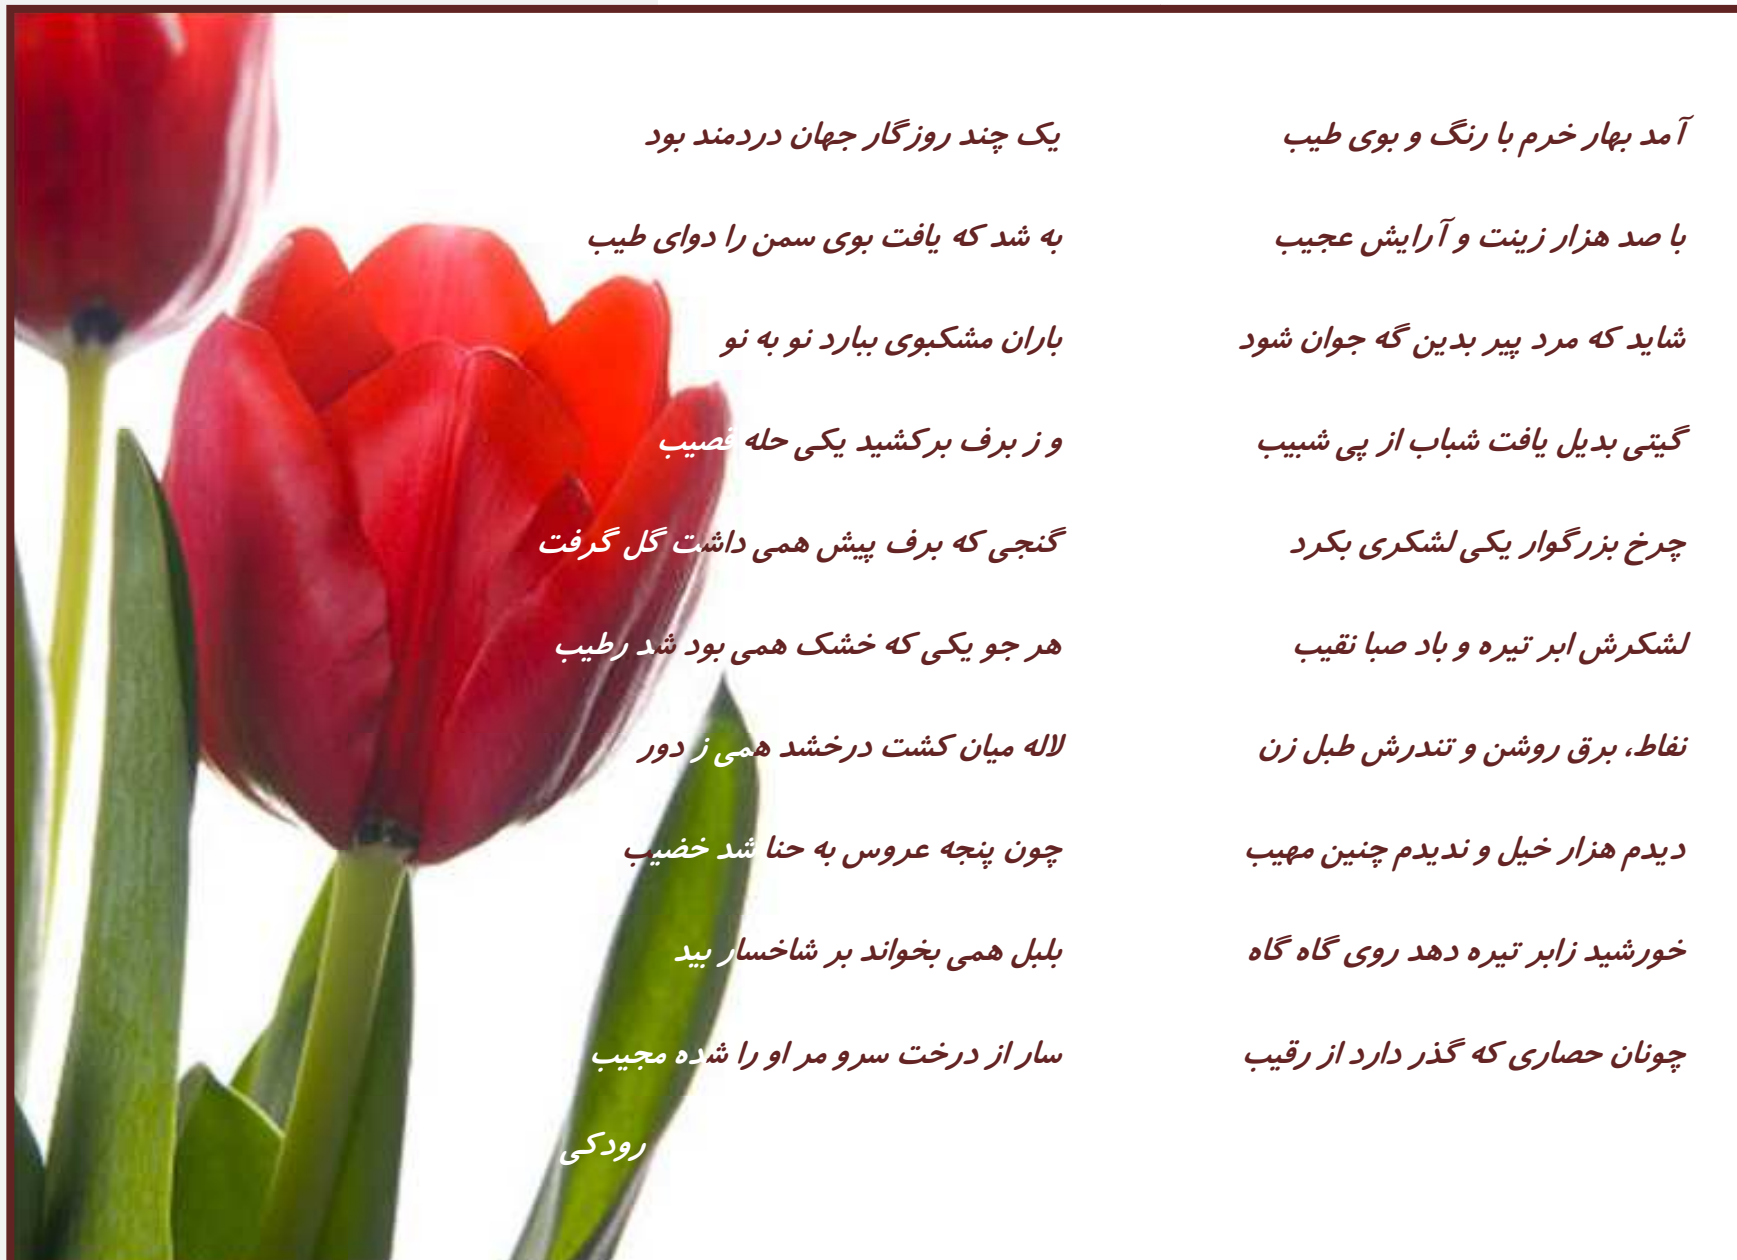 آمد بهار خرم با رنگ و بوی طیب
با صد هزار زینت و آرایش عجیب
شاید که مرد پیر بدین گه جوان شود
گیتی بدیل یافت شباب از پی شبیب
چرخ بزرگوار یکی لشکری بکرد
لشکرش ابر تیره و باد صبا نقیب
نفاط، برق روشن و تندرش طبل زن
دیدم هزار خیل و ندیدم چنین مهیب
خورشید زابر تیره دهد روی گاه گاه
چونان حصاری که گذر دارد از رقیب
یک چند روزگار جهان دردمند بود
به شد که یافت بوی سمن را دوای طیب
باران مشکبوی ببارد نو به نو
و ز برف برکشید یکی حله قصیب
گنجی که برف پیش همی داشت گل گرفت
هر جو یکی که خشک همی بود شد رطیب
لاله میان کشت درخشد همی ز دور
چون پنجه عروس به حنا شد خضیب
بلبل همی بخواند بر شاخسار بید
سار از درخت سرو مر او را شده مجیب
رودکی